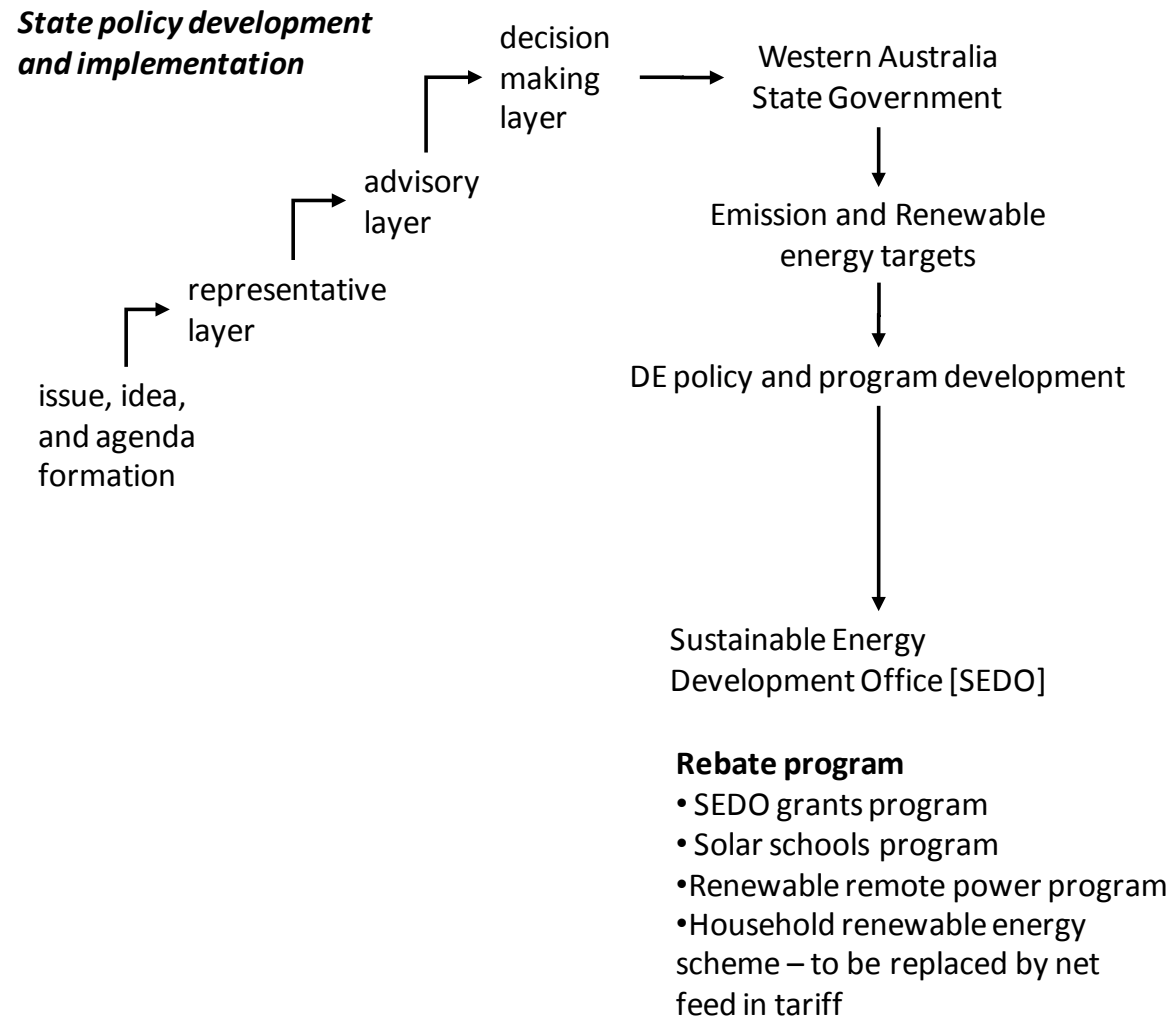 State policy development
and implementation
decision
making
layer
Western Australia
State Government
advisory
layer
Emission and Renewable
energy targets
representative
layer
DE policy and program development
issue, idea,
and agenda
formation
Sustainable Energy
Development Office [SEDO]
Rebate program
• SEDO grants program
• Solar schools program
•Renewable remote power program
•Household renewable energy
scheme – to be replaced by net
feed in tariff